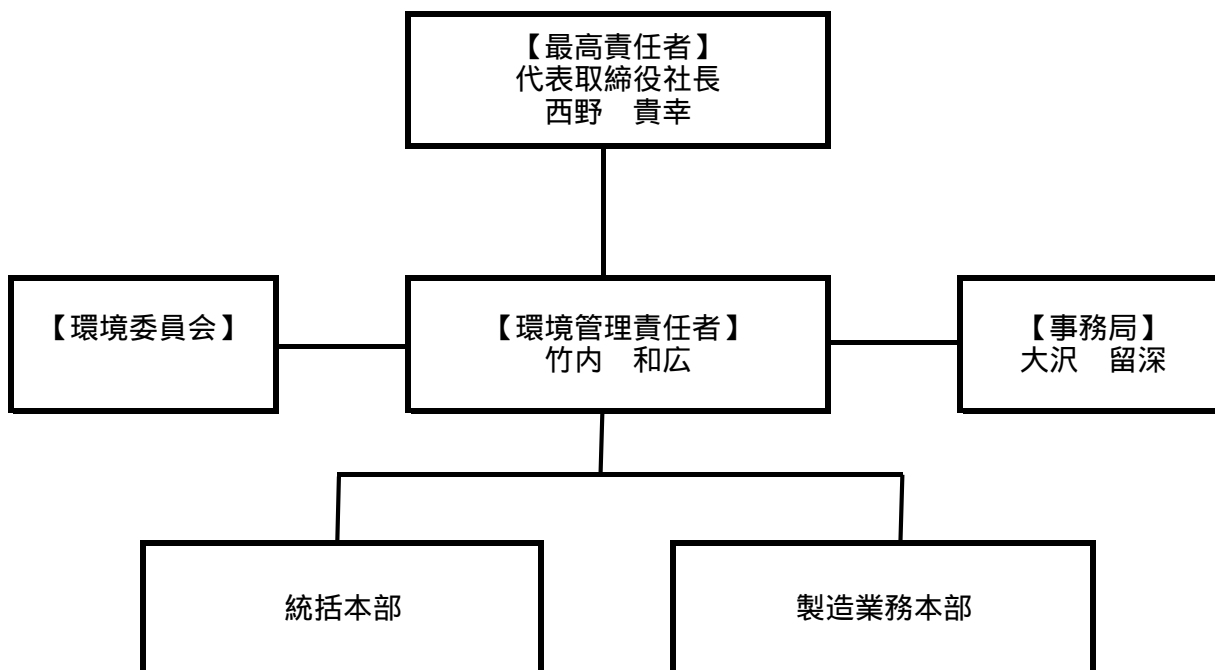 【最高責任者】
代表取締役社長
西野　貴幸
【環境委員会】
【環境管理責任者】
竹内　和広
【事務局】
大沢　留深
統括本部
製造業務本部